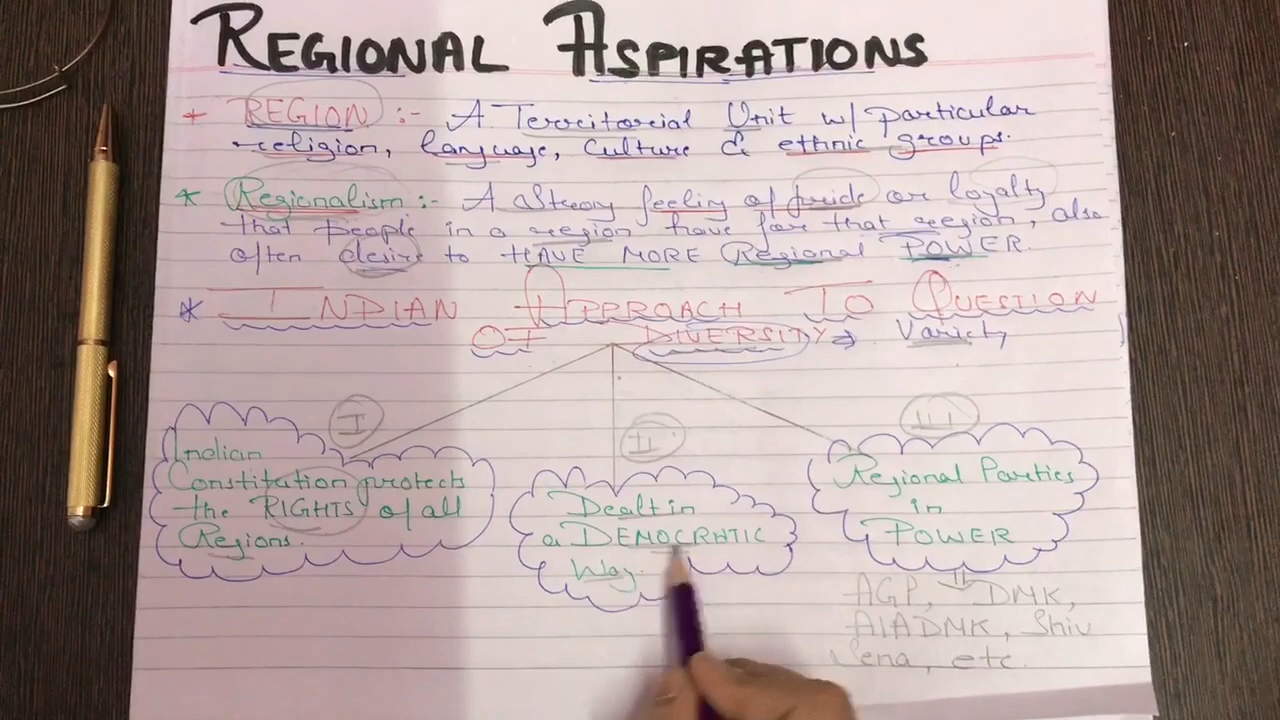 REGIONAL ASPIRATIONS
+ REGION :- A Territorial Unit w/ particular
religion, language, Culture & ethnic groups.
* Regionalism :- A strong feeling of pride or loyalty
that people in a region have for that region, also
often desire to HAVE MORE Regional POWER.
* INDIAN APPROACH TO QUESTION
OF DIVERSITY → Variety
I
II
III
Indian
Constitution protects
the RIGHTS of all
Regions.
Dealt in
a DEMOCRATIC
Way.
Regional Parties
in
POWER
AGP, DMK,
AIADMK, Shiv
Sena, etc.